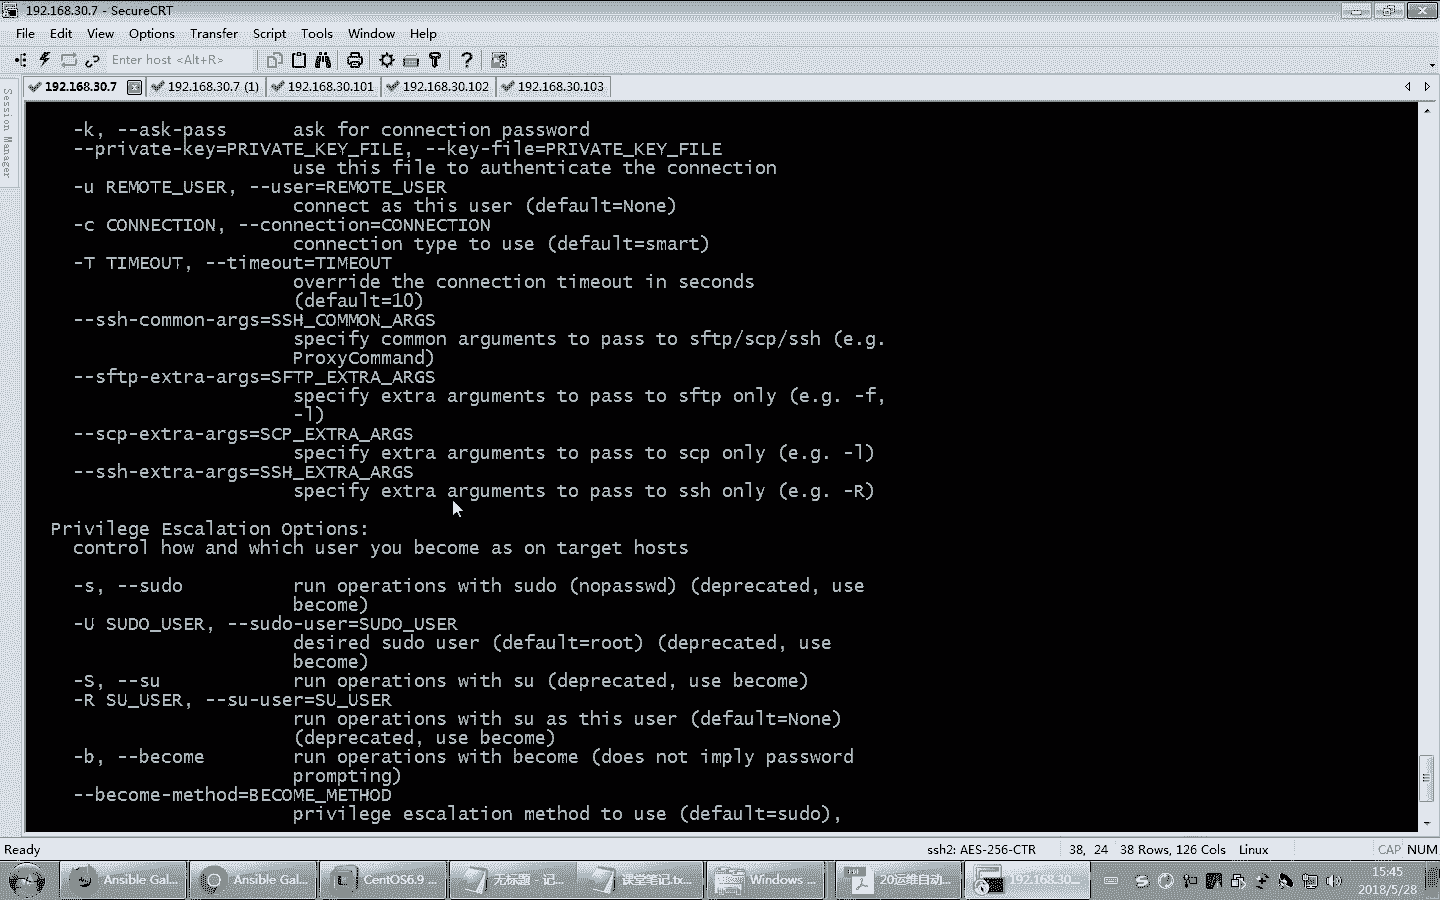 192.168.30.7 - SecureCRT
File Edit View Options Transfer Script Tools Window Help
Enter host <Alt+R>
192.168.30.7 192.168.30.7 (1) 192.168.30.101 192.168.30.102 192.168.30.103
Session Manager
-k, --ask-pass ask for connection password
--private-key=PRIVATE_KEY_FILE, --key-file=PRIVATE_KEY_FILE
use this file to authenticate the connection
-u REMOTE_USER, --user=REMOTE_USER
connect as this user (default=None)
-c CONNECTION, --connection=CONNECTION
connection type to use (default=smart)
-T TIMEOUT, --timeout=TIMEOUT
override the connection timeout in seconds
(default=10)
--ssh-common-args=SSH_COMMON_ARGS
specify common arguments to pass to sftp/scp/ssh (e.g.
ProxyCommand)
--sftp-extra-args=SFTP_EXTRA_ARGS
specify extra arguments to pass to sftp only (e.g. -f,
-l)
--scp-extra-args=SCP_EXTRA_ARGS
specify extra arguments to pass to scp only (e.g. -l)
--ssh-extra-args=SSH_EXTRA_ARGS
specify extra arguments to pass to ssh only (e.g. -R)
Privilege Escalation Options:
control how and which user you become as on target hosts
-s, --sudo run operations with sudo (nopasswd) (deprecated, use
become)
-U SUDO_USER, --sudo-user=SUDO_USER
desired sudo user (default=root) (deprecated, use
become)
-S, --su run operations with su (deprecated, use become)
-R SU_USER, --su-user=SU_USER
run operations with su as this user (default=None)
(deprecated, use become)
-b, --become run operations with become (does not imply password
prompting)
--become-method=BECOME_METHOD
privilege escalation method to use (default=sudo),
Ready ssh2: AES-256-CTR 38, 24 38 Rows, 126 Cols Linux CAP NUM
Ansible Gal... Ansible Gal... CentOS6.9 ... 无标题 - 记... 课堂笔记.tx... Windows ... 20运维自动... 192.168.30... 15:45
2018/5/28